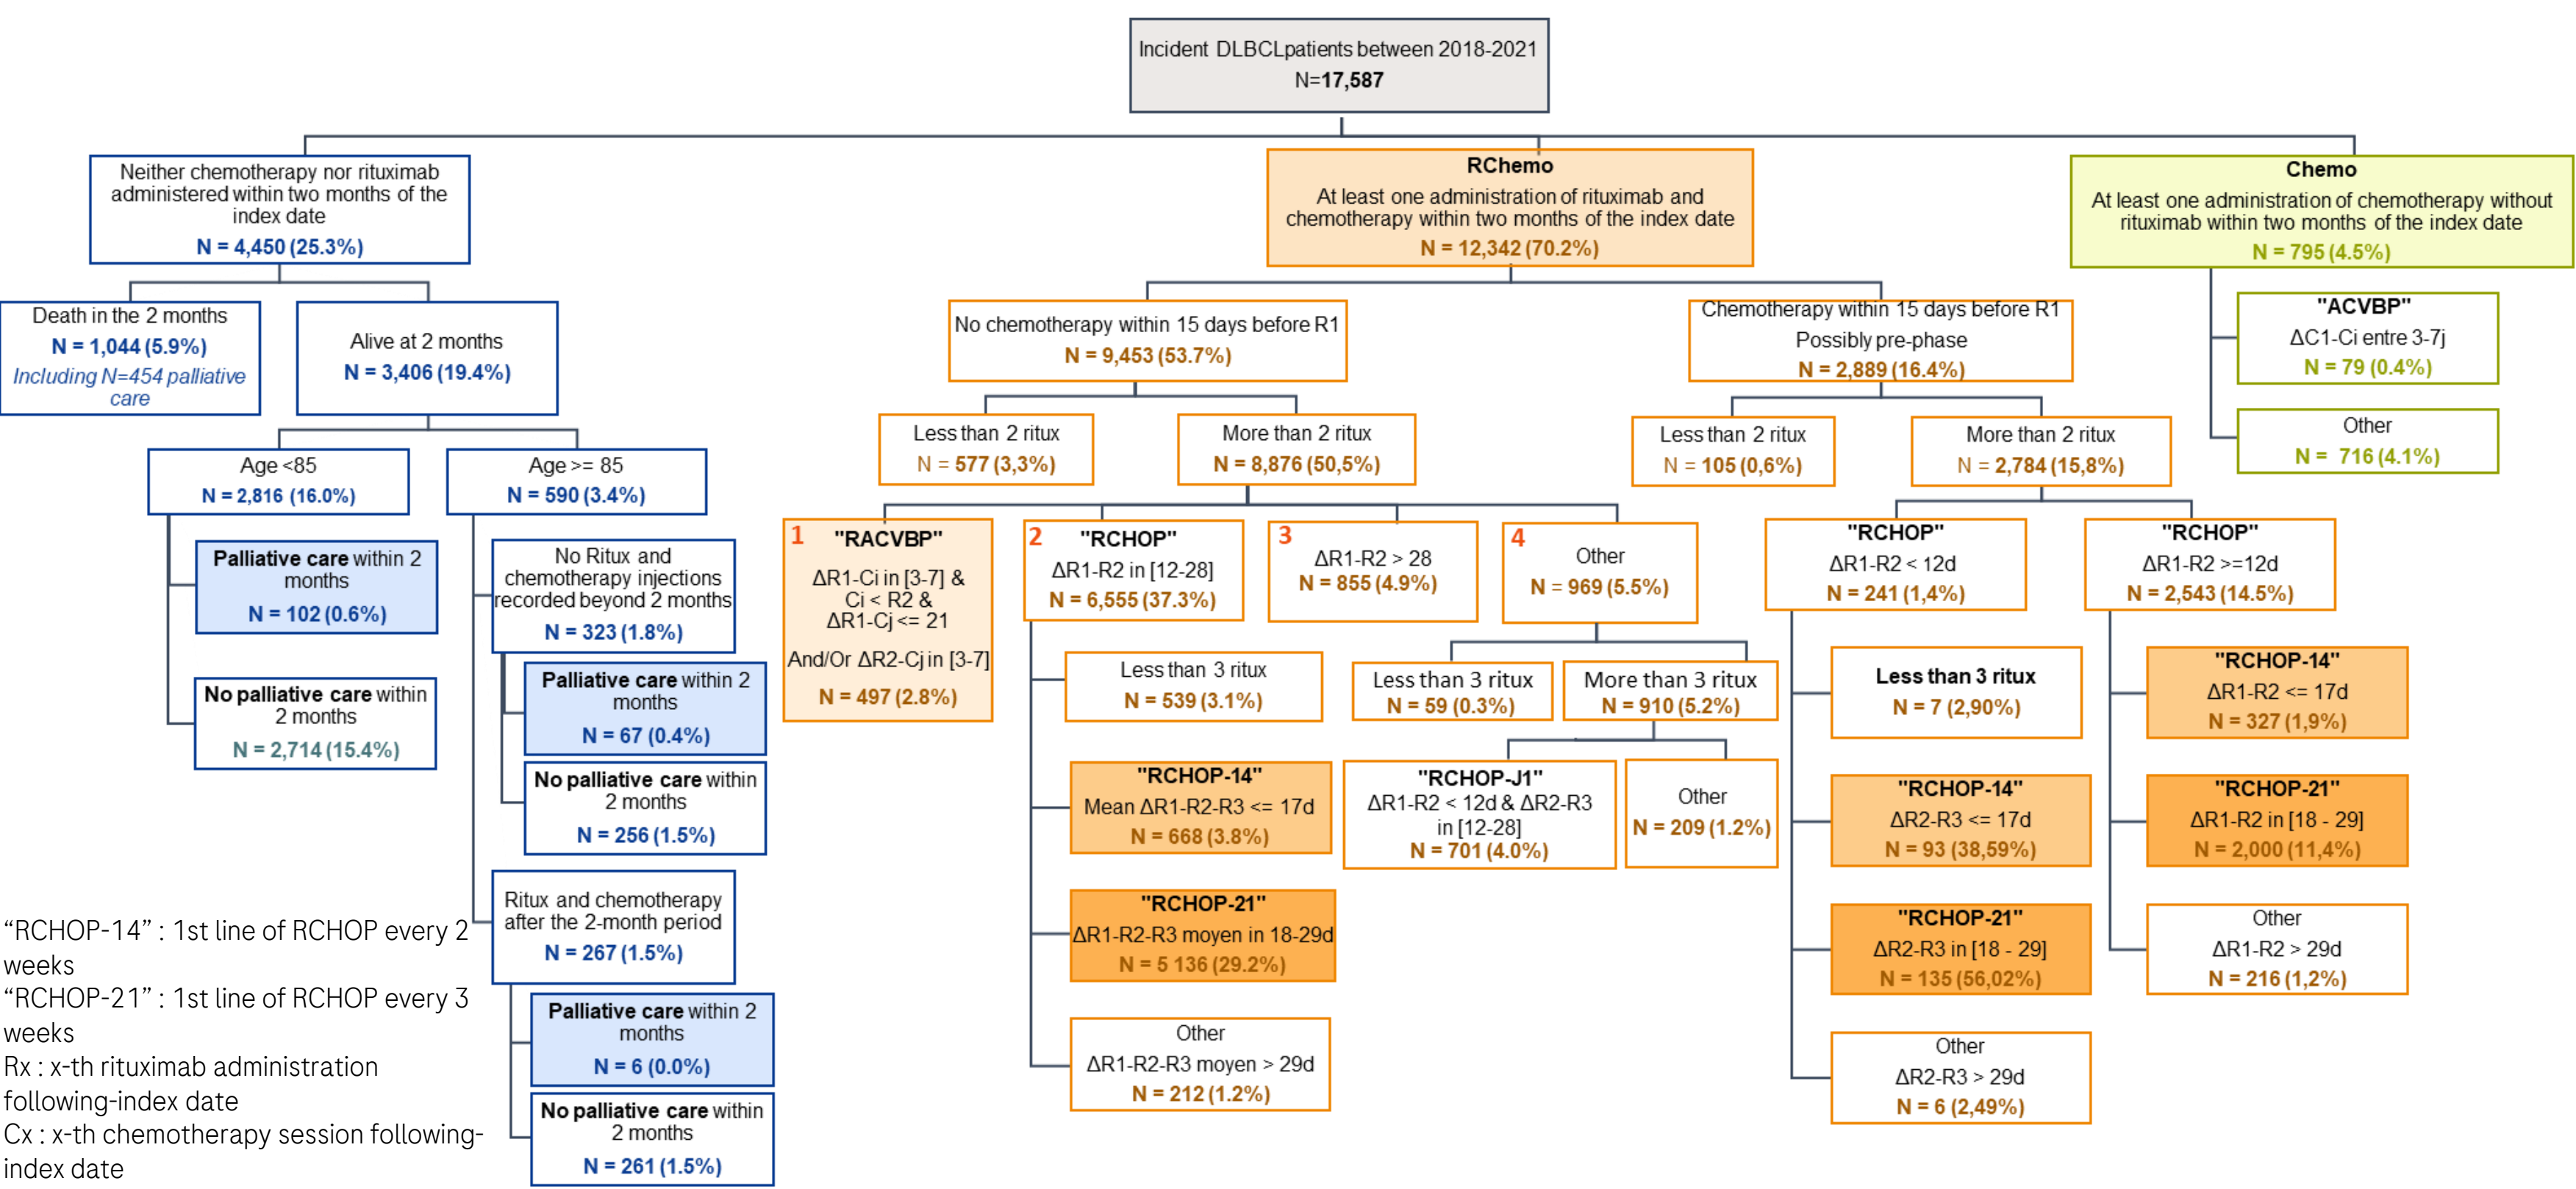 Incident DLBCLpatients between 2018-2021
N=17,587
Neither chemotherapy nor rituximab
administered within two months of the
index date
N = 4,450 (25.3%)
RChemo
At least one administration of rituximab and
chemotherapy within two months of the index date
N = 12,342 (70.2%)
Chemo
At least one administration of chemotherapy without
rituximab within two months of the index date
N = 795 (4.5%)
Death in the 2 months
N = 1,044 (5.9%)
Including N=454 palliative
care
Alive at 2 months
N = 3,406 (19.4%)
No chemotherapy within 15 days before R1
N = 9,453 (53.7%)
Chemotherapy within 15 days before R1
Possibly pre-phase
N = 2,889 (16.4%)
"ACVBP"
ΔC1-Ci entre 3-7j
N = 79 (0.4%)
Other
N = 716 (4.1%)
Age <85
N = 2,816 (16.0%)
Age >= 85
N = 590 (3.4%)
Less than 2 ritux
N = 577 (3,3%)
More than 2 ritux
N = 8,876 (50,5%)
Less than 2 ritux
N = 105 (0,6%)
More than 2 ritux
N = 2,784 (15,8%)
Palliative care within 2
months
N = 102 (0.6%)
No palliative care within
2 months
N = 2,714 (15.4%)
No Ritux and
chemotherapy injections
recorded beyond 2 months
N = 323 (1.8%)
Palliative care within 2
months
N = 67 (0.4%)
No palliative care within
2 months
N = 256 (1.5%)
Ritux and chemotherapy
after the 2-month period
N = 267 (1.5%)
Palliative care within 2
months
N = 6 (0.0%)
No palliative care within
2 months
N = 261 (1.5%)
1 "RACVBP"
ΔR1-Ci in [3-7] &
Ci < R2 &
ΔR1-Cj <= 21
And/Or ΔR2-Cj in [3-7]
N = 497 (2.8%)
2 "RCHOP"
ΔR1-R2 in [12-28]
N = 6,555 (37.3%)
Less than 3 ritux
N = 539 (3.1%)
"RCHOP-14"
Mean ΔR1-R2-R3 <= 17d
N = 668 (3.8%)
"RCHOP-21"
ΔR1-R2-R3 moyen in 18-29d
N = 5 136 (29.2%)
Other
ΔR1-R2-R3 moyen > 29d
N = 212 (1.2%)
3
ΔR1-R2 > 28
N = 855 (4.9%)
4
Other
N = 969 (5.5%)
Less than 3 ritux
N = 59 (0.3%)
More than 3 ritux
N = 910 (5.2%)
"RCHOP-J1"
ΔR1-R2 < 12d & ΔR2-R3
in [12-28]
N = 701 (4.0%)
Other
N = 209 (1.2%)
"RCHOP"
ΔR1-R2 < 12d
N = 241 (1,4%)
Less than 3 ritux
N = 7 (2,90%)
"RCHOP-14"
ΔR2-R3 <= 17d
N = 93 (38,59%)
"RCHOP-21"
ΔR2-R3 in [18 - 29]
N = 135 (56,02%)
Other
ΔR2-R3 > 29d
N = 6 (2,49%)
"RCHOP"
ΔR1-R2 >=12d
N = 2,543 (14.5%)
"RCHOP-14"
ΔR1-R2 <= 17d
N = 327 (1,9%)
"RCHOP-21"
ΔR1-R2 in [18 - 29]
N = 2,000 (11,4%)
Other
ΔR1-R2 > 29d
N = 216 (1,2%)
“RCHOP-14” : 1st line of RCHOP every 2
weeks
“RCHOP-21” : 1st line of RCHOP every 3
weeks
Rx : x-th rituximab administration
following-index date
Cx : x-th chemotherapy session following-
index date